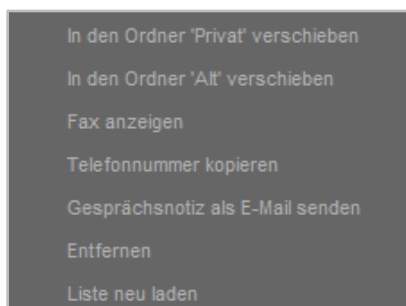 In den Ordner 'Privat' verschieben
In den Ordner 'Alt' verschieben
Fax anzeigen
Telefonnummer kopieren
Gesprächsnotiz als E-Mail senden
Entfernen
Liste neu laden